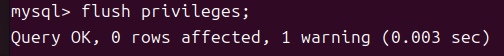 mysql> flush privileges;
Query OK, 0 rows affected, 1 warning (0.003 sec)